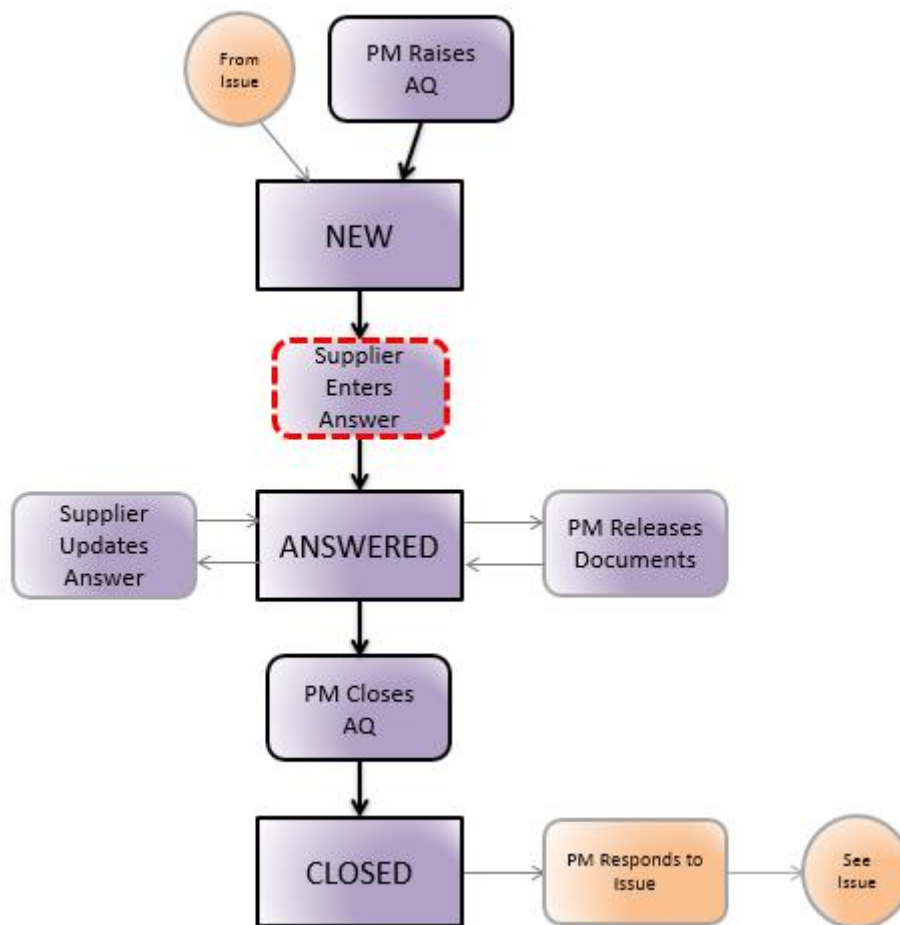 From
Issue
PM Raises
AQ
NEW
Supplier
Enters
Answer
Supplier
Updates
Answer
ANSWERED
PM Releases
Documents
PM Closes
AQ
CLOSED
PM Responds to
Issue
See
Issue